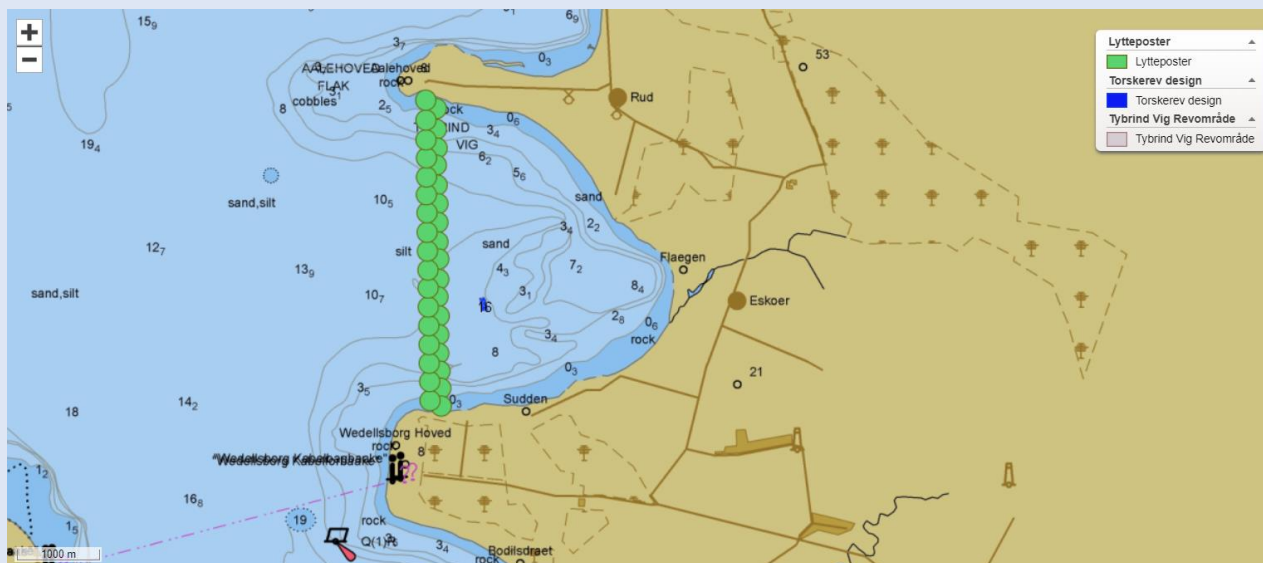 +
−
15₉
19₄
8
3₇
AALEHOVED
Aalehoved
8
rock
FLAK
3₁
cobbles
2₅
6₉
0₃
rock
VIG
3₄
0₆
6₂
5₆
Rud
53
sand,silt
10₅
sand
2₂
3₄
silt
sand
12₇
13₉
4₃
7₂
Flaegen
sand,silt
10₇
3₁
8₄
16
Eskoer
2₈
0₆
3₄
rock
8
0₃
21
3₅
18
14₂
0₃
Sudden
Wedellsborg Hoved
rock
8
1₂
16₈
19
rock
1₅
Q(1)R
3₄
Bodilsdraet
rock
1000 m
Lytteposter
Lytteposter
Torskerev design
Torskerev design
Tybrind Vig Revområde
Tybrind Vig Revområde